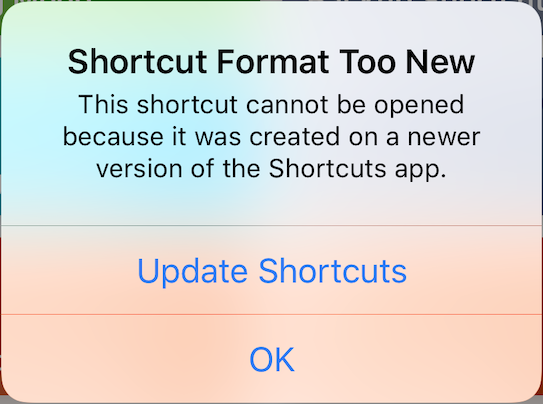 Shortcut Format Too New
This shortcut cannot be opened
because it was created on a newer
version of the Shortcuts app.
Update Shortcuts
OK